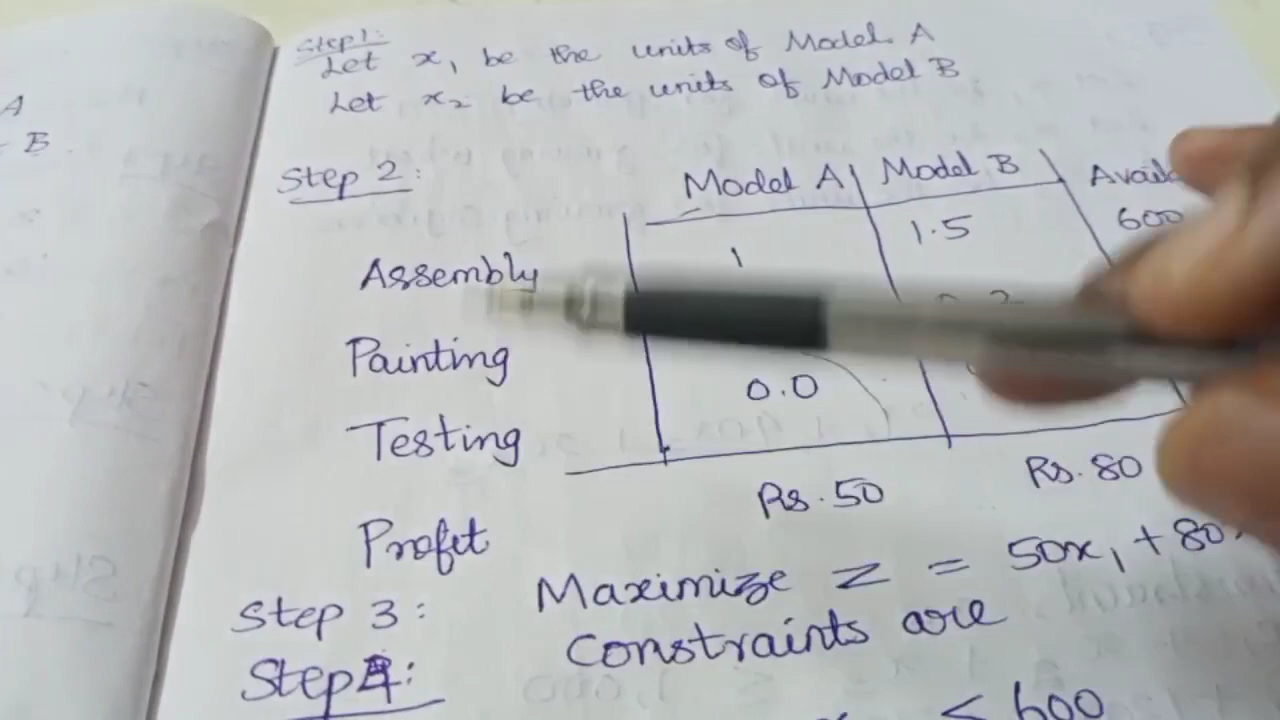 A
B
Step 1:
Let x₁ be the units of Model A
Let x₂ be the units of Model B
Step 2:
Model A Model B
Assembly 1 1.5 600
Painting
Testing 0.0
Profit Rs. 50 Rs. 80
Step 3: Maximize Z = 50x₁ + 80
Step 4: Constraints are
600